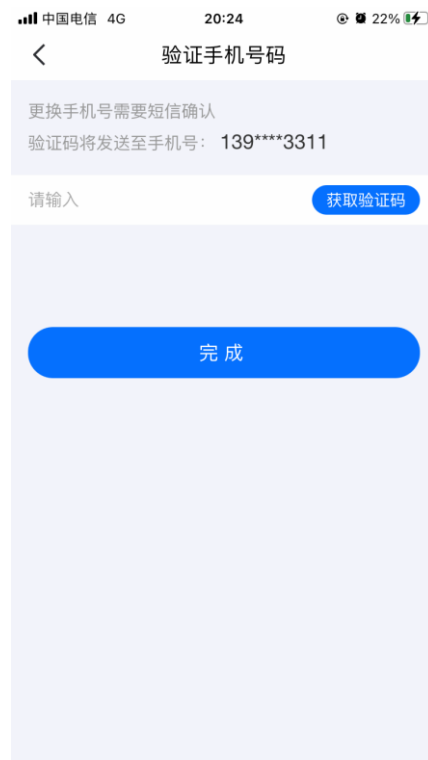 中国电信 4G 20:24 22%
验证手机号码
更换手机号需要短信确认
验证码将发送至手机号： 139****3311
请输入 获取验证码
完成